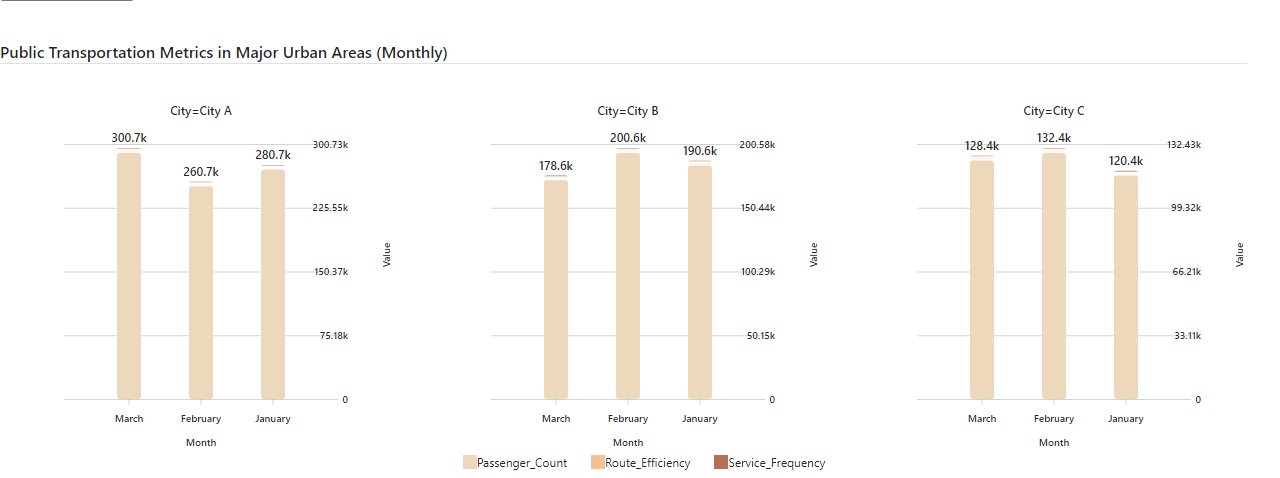 Public Transportation Metrics in Major Urban Areas (Monthly)
City=City A
300.7k
260.7k
280.7k
300.73k
225.55k
150.37k
75.18k
0
Value
March February January
Month
City=City B
178.6k
200.6k
190.6k
200.58k
150.44k
100.29k
50.15k
0
Value
March February January
Month
City=City C
128.4k
132.4k
120.4k
132.43k
99.32k
66.21k
33.11k
0
Value
March February January
Month
Passenger_Count Route_Efficiency Service_Frequency